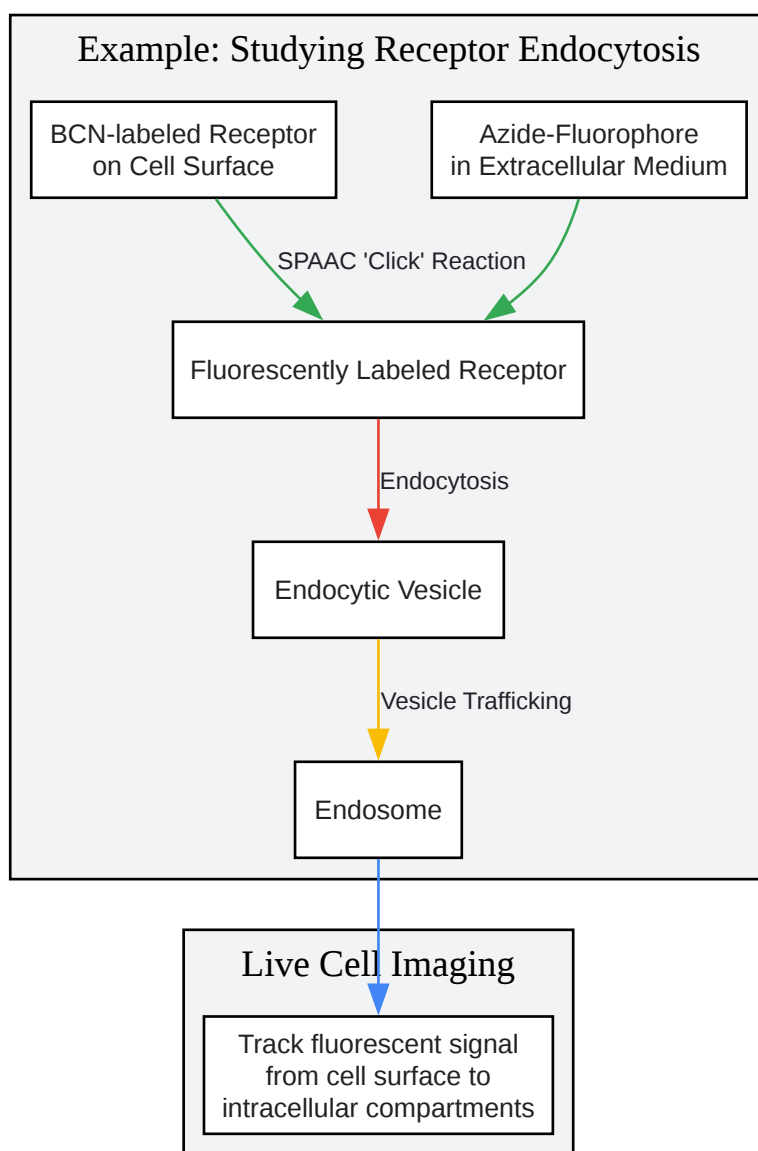 Example: Studying Receptor Endocytosis
BCN-labeled Receptor
on Cell Surface
Azide-Fluorophore
in Extracellular Medium
SPAAC 'Click' Reaction
Fluorescently Labeled Receptor
Endocytosis
Endocytic Vesicle
Vesicle Trafficking
Endosome
Live Cell Imaging
Track fluorescent signal
from cell surface to
intracellular compartments